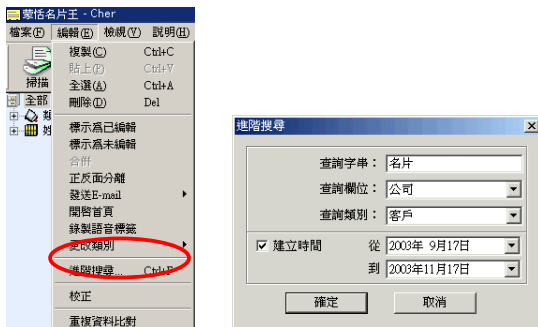 蒙恬名片王 - Cher
檔案(F) 編輯(E) 檢視(V) 說明(H)
複製(C) Ctrl+C
貼上(P) Ctrl+V
掃描
全選(A) Ctrl+A
全部
刪除(D) Del
標示為已編輯
標示為未編輯
合併
正反面分離
發送E-mail
開啟首頁
錄製語音標籤
更改類別
進階搜尋... Ctrl+F
校正
重複資料比對
進階搜尋
查詢字串： 名片
查詢欄位： 公司
查詢類別： 客戶
建立時間 從 2003年 9月17日
到 2003年11月17日
確定 取消